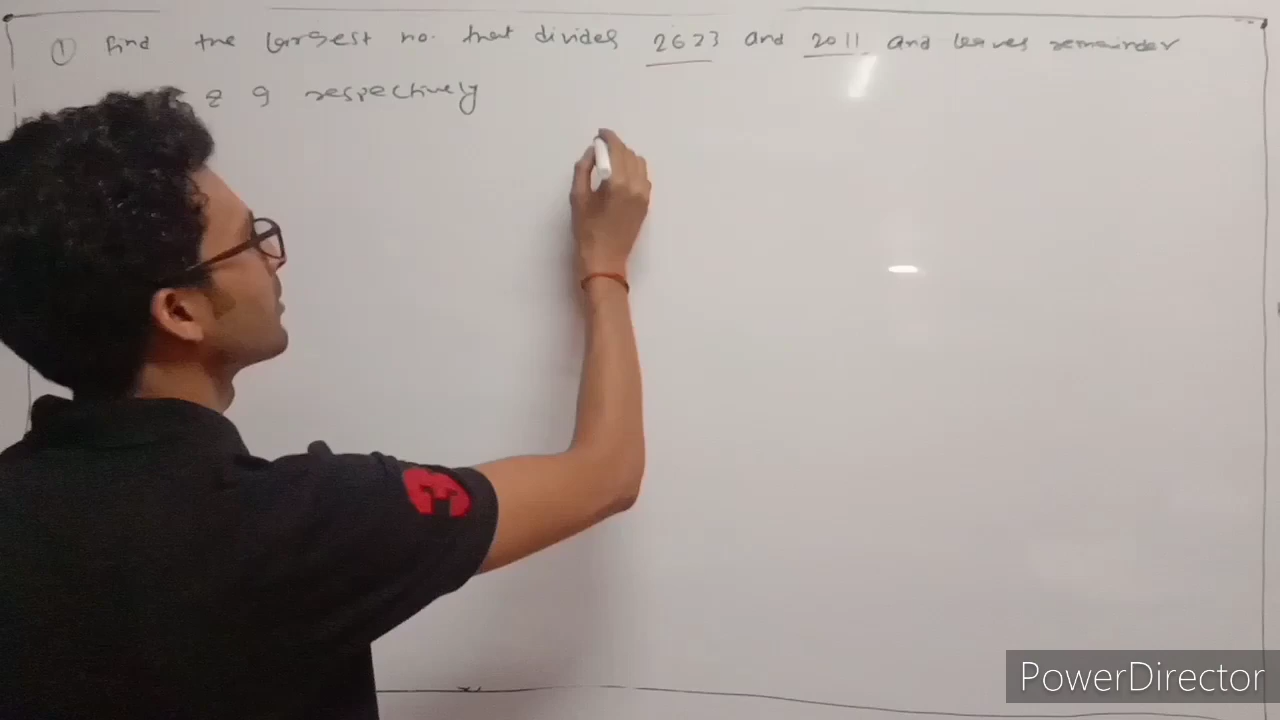 ① Find the largest no. that divides 2623 and 2011 and leaves remainder
& 9 respectively
PowerDirector